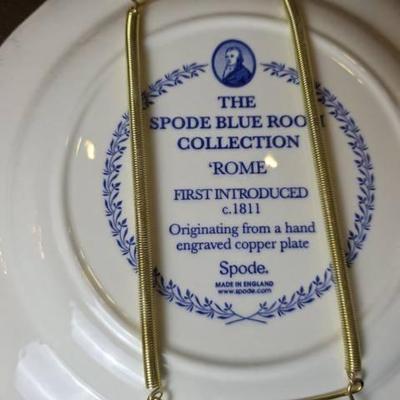 THE
SPODE BLUE ROOM
COLLECTION
'ROME'
FIRST INTRODUCED
c.1811
Originating from a hand
engraved copper plate
Spode.
MADE IN ENGLAND
www.spode.com